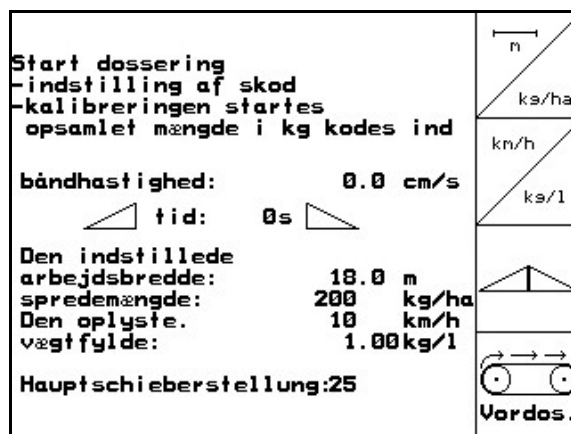 Start dossering
-indstilling af skod
-kalibreringen startes
opsamlet mængde i kg kodes ind
båndhastighed: 0.0 cm/s
tid: 0s
Den indstillede
arbejdsbredde: 18.0 m
spredemængde: 200 kg/ha
Den oplyste. 10 km/h
vægtfylde: 1.00kg/l
Hauptschieberstellung:25
m
kg/ha
km/h
kg/l
Vordos.